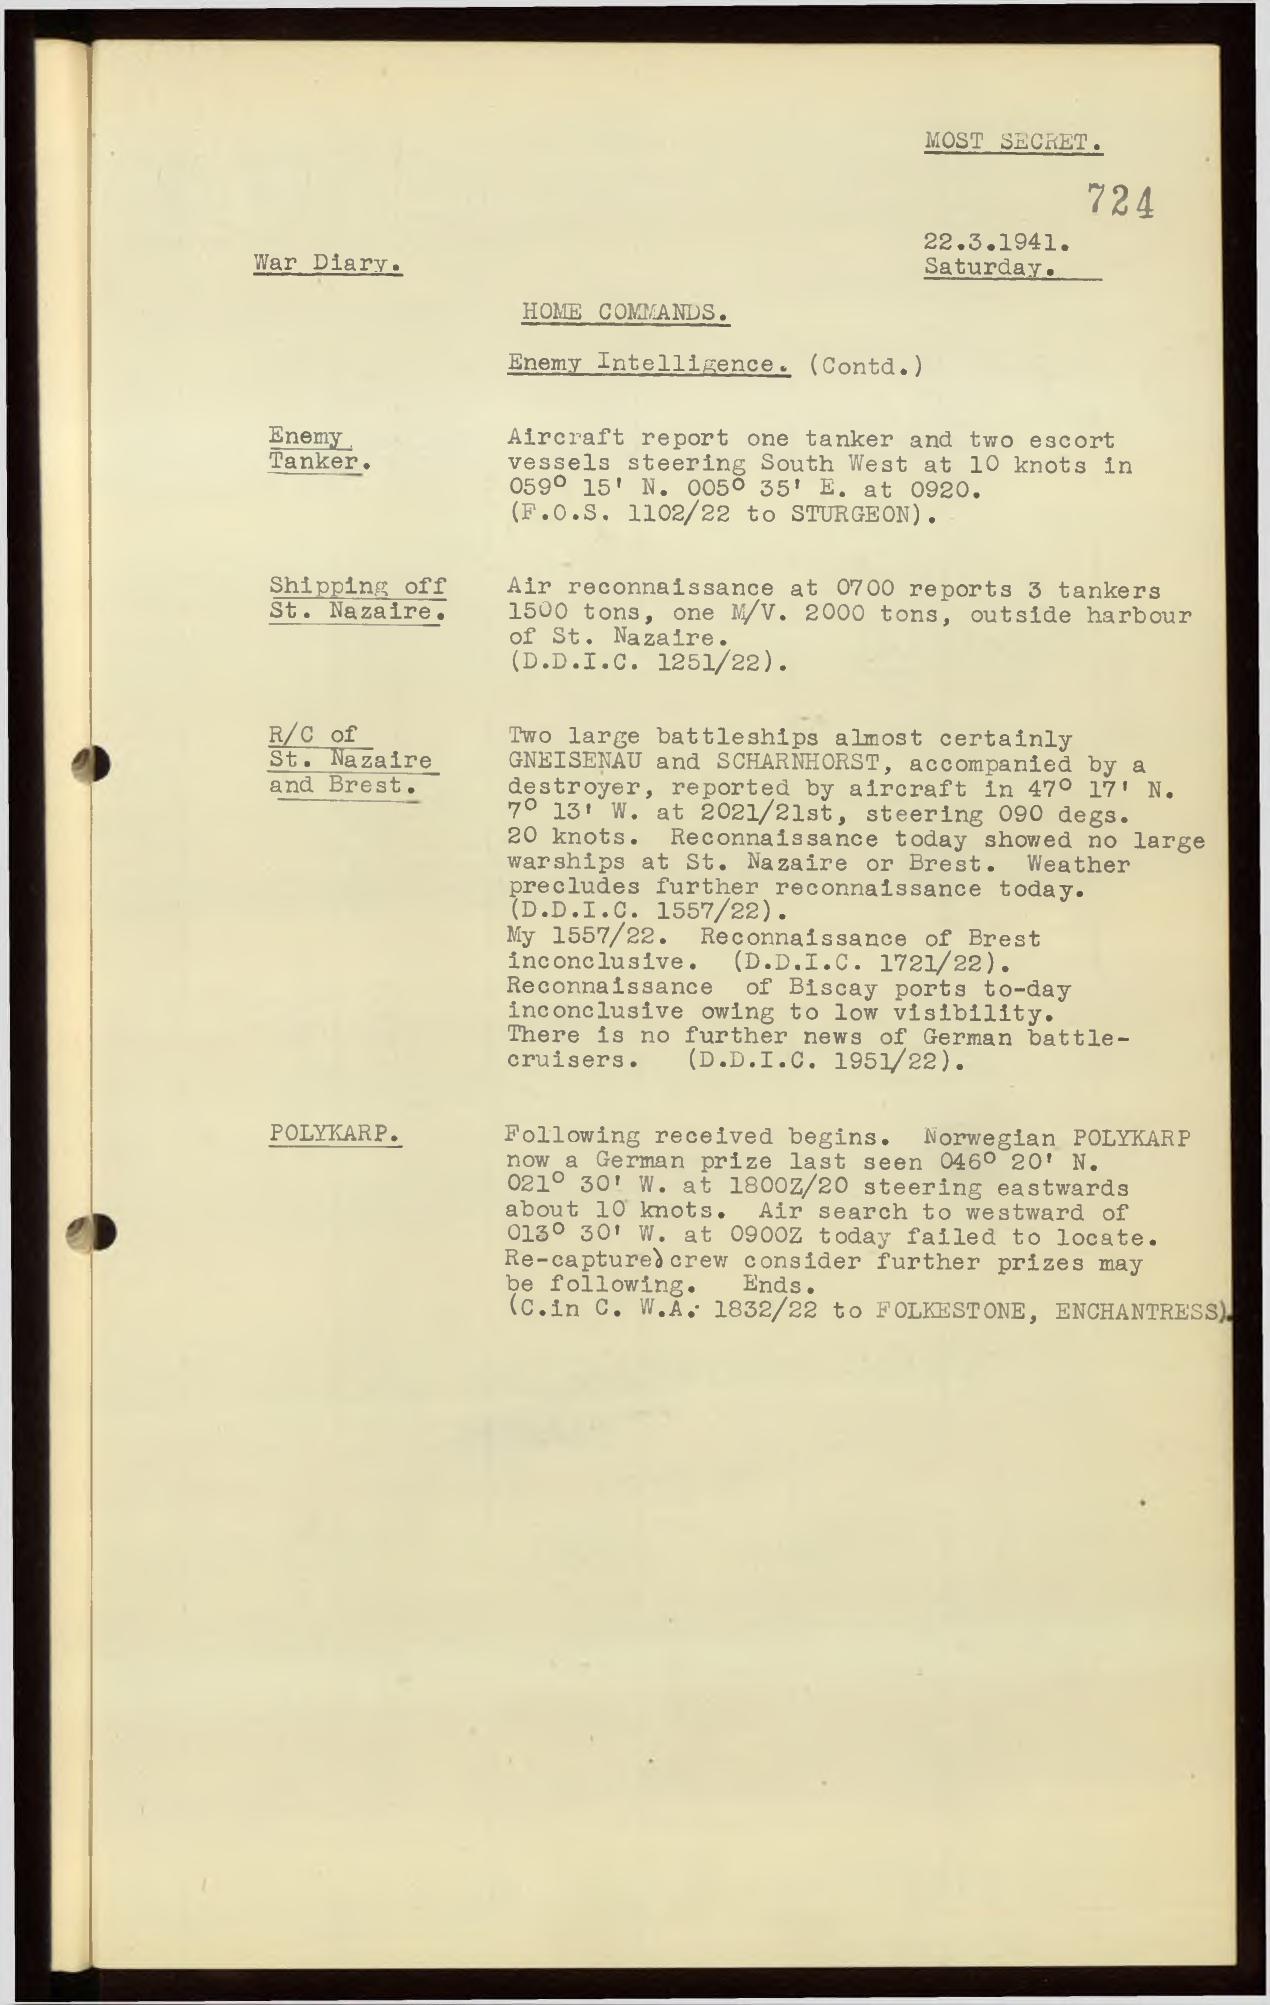 MOST SECRET.
724
22.3.1941.
Saturday.
War Diary.
HOME COMMANDS.
Enemy Intelligence. (Contd.)
Enemy
Tanker.
Aircraft report one tanker and two escort
vessels steering South West at 10 knots in
059° 15' N. 005° 35' E. at 0920.
(F.O.S. 1102/22 to STURGEON).
Shipping off
St. Nazaire.
Air reconnaissance at 0700 reports 3 tankers
1500 tons, one M/V. 2000 tons, outside harbour
of St. Nazaire.
(D.D.I.C. 1251/22).
R/C of
St. Nazaire
and Brest.
Two large battleships almost certainly
GNEISENAU and SCHARNHORST, accompanied by a
destroyer, reported by aircraft in 47° 17' N.
7° 13' W. at 2021/21st, steering 090 degs.
20 knots. Reconnaissance today showed no large
warships at St. Nazaire or Brest. Weather
precludes further reconnaissance today.
(D.D.I.C. 1557/22).
My 1557/22. Reconnaissance of Brest
inconclusive. (D.D.I.C. 1721/22).
Reconnaissance of Biscay ports to-day
inconclusive owing to low visibility.
There is no further news of German battle-
cruisers. (D.D.I.C. 1951/22).
POLYKARP.
Following received begins. Norwegian POLYKARP
now a German prize last seen 046° 20' N.
021° 30' W. at 1800Z/20 steering eastwards
about 10 knots. Air search to westward of
013° 30' W. at 0900Z today failed to locate.
Re-capture) crew consider further prizes may
be following. Ends.
(C.in C. W.A. 1832/22 to FOLKESTONE, ENCHANTRESS).